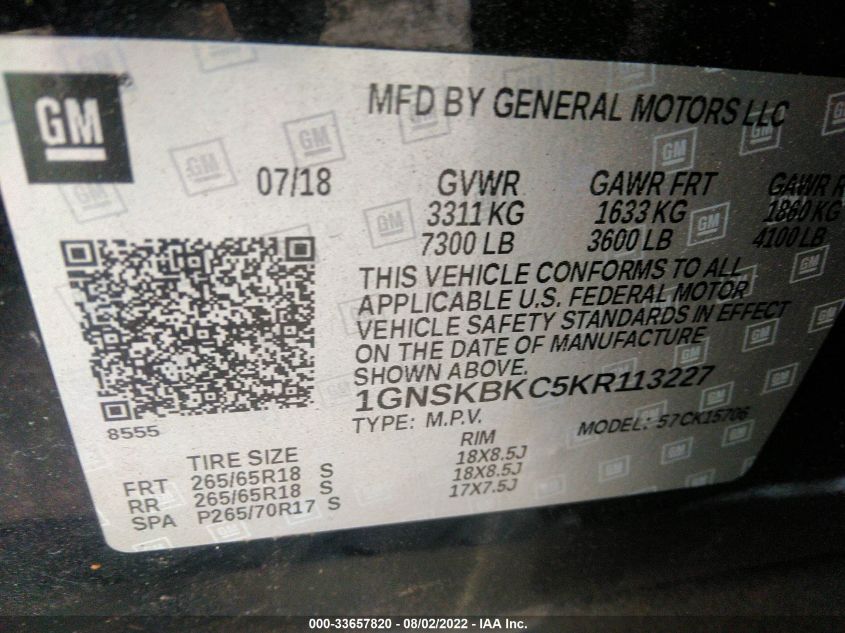 GM
MFD BY GENERAL MOTORS LLC
07/18 GVWR GAWR FRT GAWR R
3311 KG 1633 KG 1860 KG
7300 LB 3600 LB 4100 LB
THIS VEHICLE CONFORMS TO ALL
APPLICABLE U.S. FEDERAL MOTOR
VEHICLE SAFETY STANDARDS IN EFFECT
ON THE DATE OF MANUFACTURE
SHOWN ABOVE.
1GNSKBKC5KR113227
TYPE: M.P.V. MODEL: 57CK15706
8555
TIRE SIZE RIM
FRT 265/65R18 S 18X8.5J
RR 265/65R18 S 18X8.5J
SPA P265/70R17 S 17X7.5J
000-33657820 - 08/02/2022 - IAA Inc.